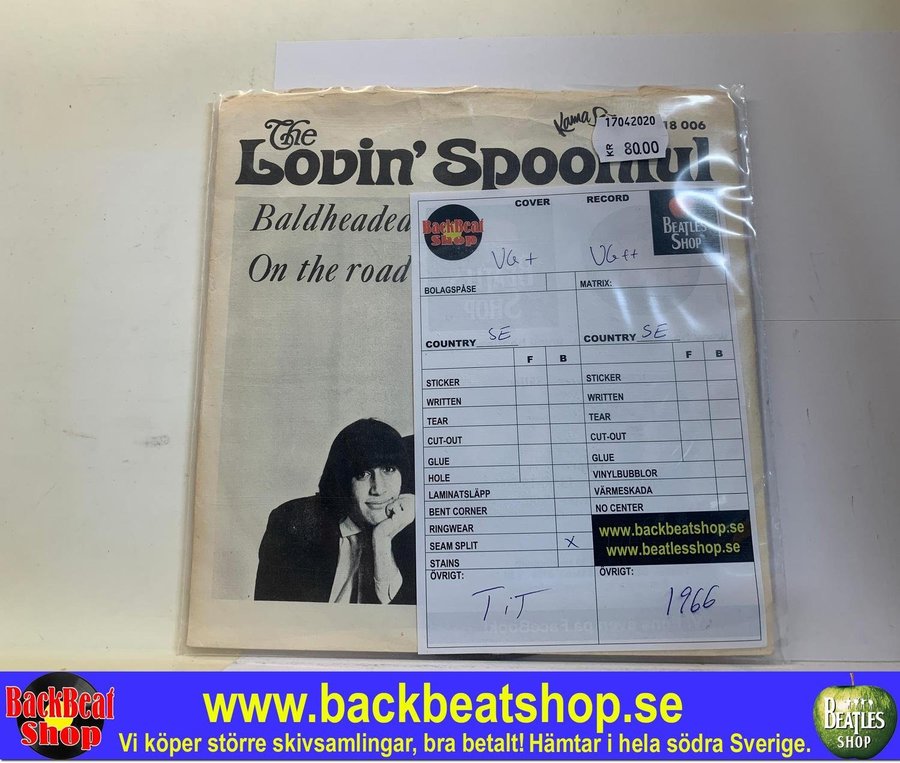 The
Lovin' Spoonful
Kama
17042020
18 006
KR 80.00
Baldheaded
On the road
COVER RECORD
BackBeat
Shop
BEATLES
SHOP
VG+ VG++
BOLAGSPÅSE MATRIX:
COUNTRY SE COUNTRY SE
F B F B
STICKER STICKER
WRITTEN WRITTEN
TEAR TEAR
CUT-OUT CUT-OUT
GLUE GLUE
HOLE VINYLBUBBLOR
LAMINATSLÄPP VÄRMESKADA
BENT CORNER NO CENTER
RINGWEAR
SEAM SPLIT X
STAINS
www.backbeatshop.se
www.beatlesshop.se
ÖVRIGT: ÖVRIGT:
TiT 1966
BackBeat
Shop
www.backbeatshop.se
Vi köper större skivsamlingar, bra betalt! Hämtar i hela södra Sverige.
BEATLES
SHOP